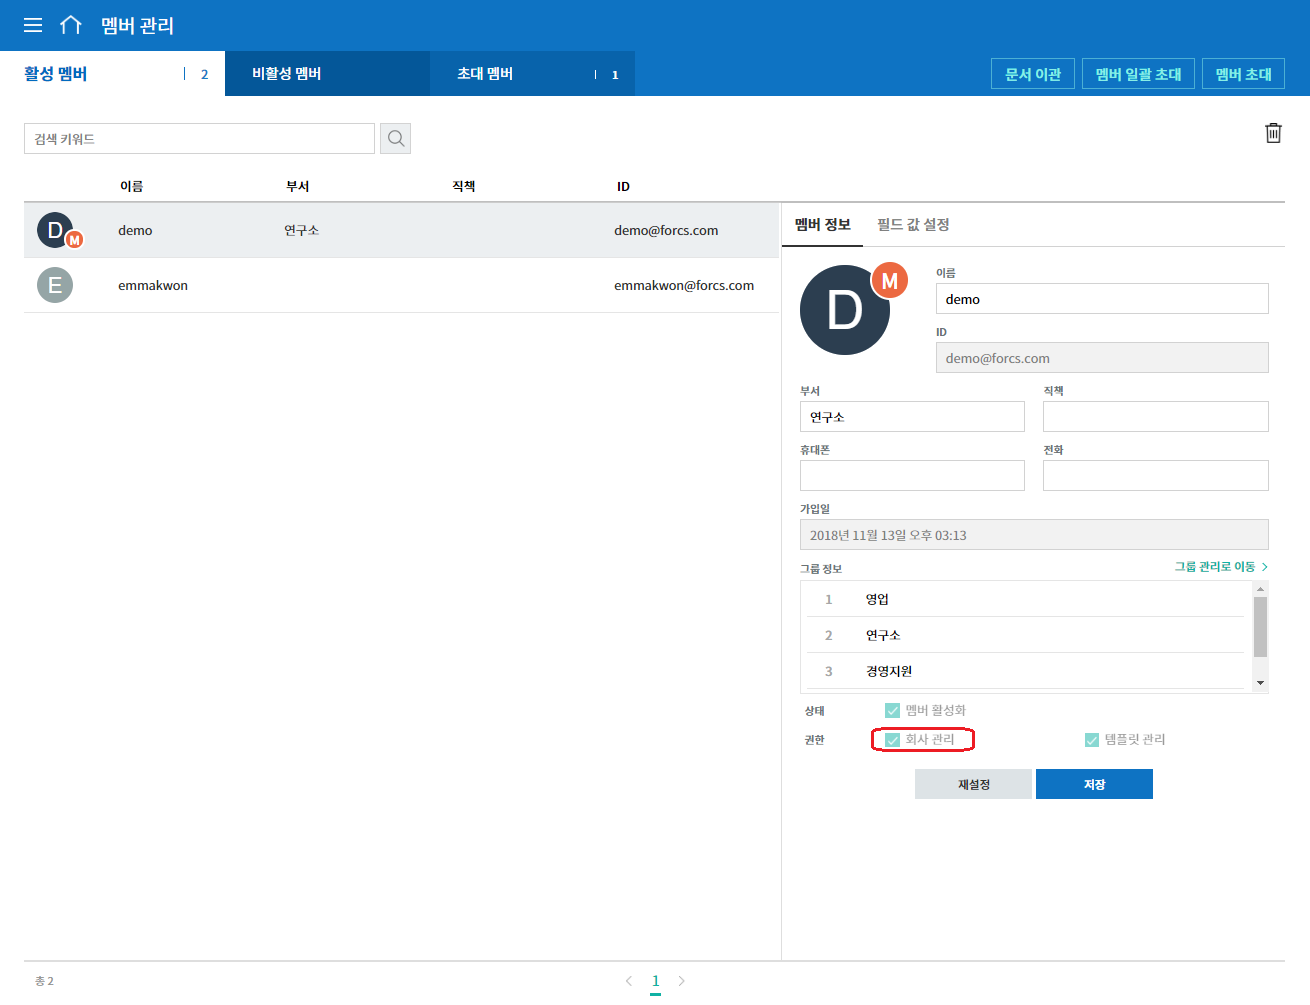 멤버 관리
활성 멤버 2 비활성 멤버 초대 멤버 1 문서 이관 멤버 일괄 초대 멤버 초대
검색 키워드
이름 부서 직책 ID
D M demo 연구소 demo@forcs.com
E emmakwon emmakwon@forcs.com
멤버 정보 필드 값 설정
D M
이름
demo
ID
demo@forcs.com
부서 직책
연구소
휴대폰 전화
가입일
2018년 11월 13일 오후 03:13
그룹 정보 그룹 관리로 이동 >
1 영업
2 연구소
3 경영지원
상태 멤버 활성화
권한 회사 관리 템플릿 관리
재설정 저장
총 2 < 1 >